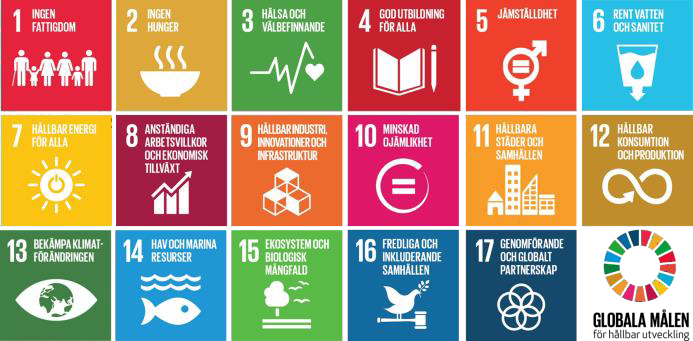 1 INGEN
FATTIGDOM
2 INGEN
HUNGER
3 HÄLSA OCH
VÄLBEFINNANDE
4 GOD UTBILDNING
FÖR ALLA
5 JÄMSTÄLLDHET
6 RENT VATTEN
OCH SANITET
7 HÅLLBAR ENERGI
FÖR ALLA
8 ANSTÄNDIGA
ARBETSVILLKOR
OCH EKONOMISK
TILLVÄXT
9 HÅLLBAR INDUSTRI,
INNOVATIONER OCH
INFRASTRUKTUR
10 MINSKAD
OJÄMLIKHET
11 HÅLLBARA
STÄDER OCH
SAMHÄLLEN
12 HÅLLBAR
KONSUMTION
OCH PRODUKTION
13 BEKÄMPA KLIMAT-
FÖRÄNDRINGEN
14 HAV OCH MARINA
RESURSER
15 EKOSYSTEM OCH
BIOLOGISK
MÅNGFALD
16 FREDLIGA OCH
INKLUDERANDE
SAMHÄLLEN
17 GENOMFÖRANDE
OCH GLOBALT
PARTNERSKAP
GLOBALA MÅLEN
för hållbar utveckling